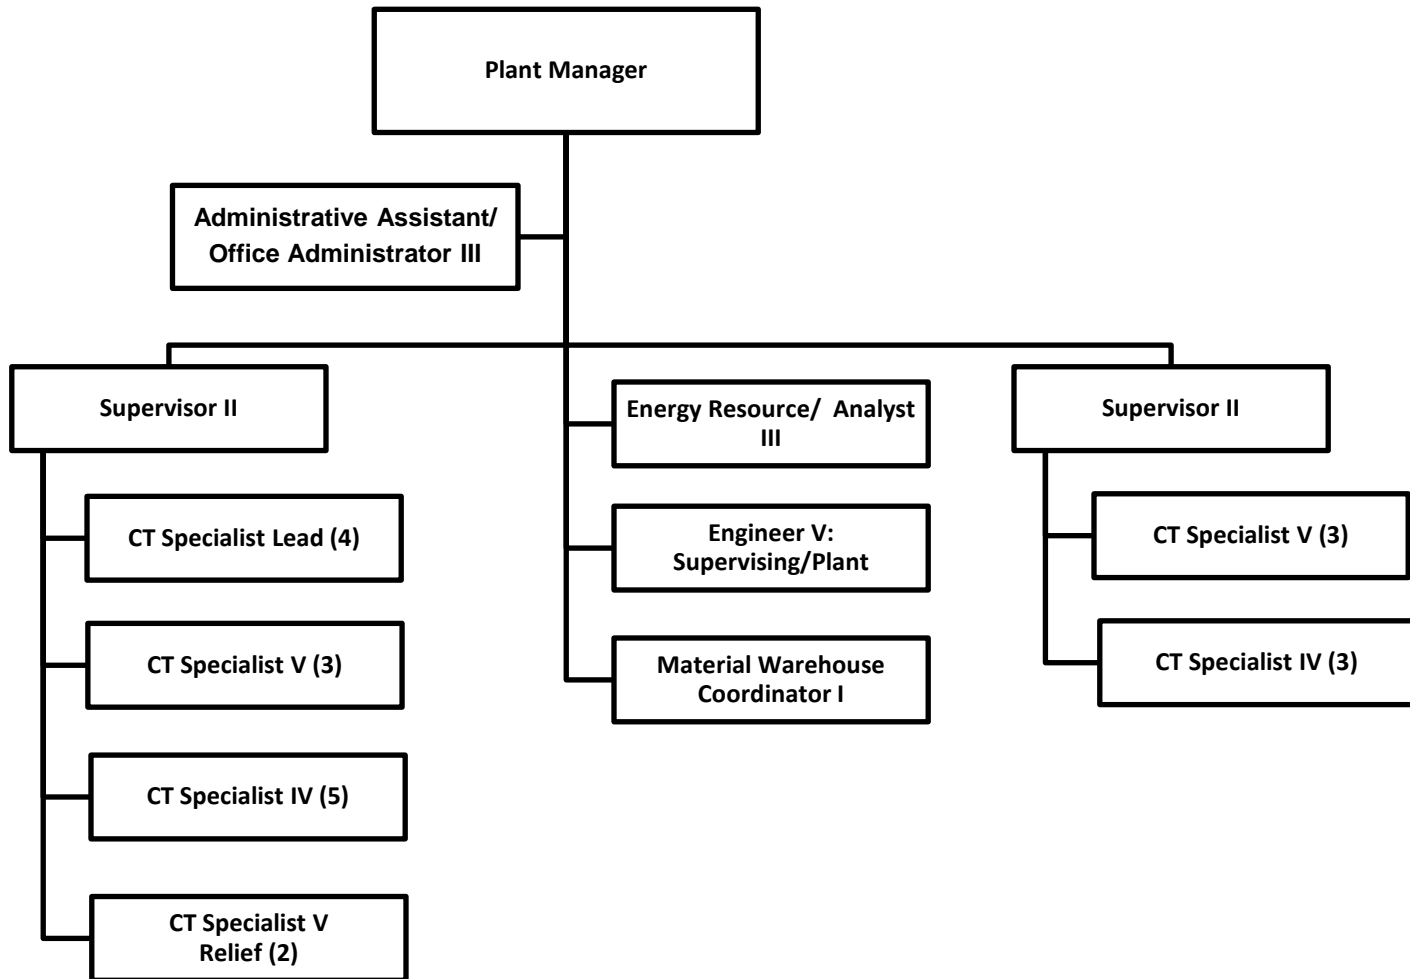 Plant Manager
Administrative Assistant/
Office Administrator III
Supervisor II
Energy Resource/ Analyst
III
Supervisor II
CT Specialist Lead (4)
Engineer V:
Supervising/Plant
CT Specialist V (3)
CT Specialist V (3)
Material Warehouse
Coordinator I
CT Specialist IV (3)
CT Specialist IV (5)
CT Specialist V
Relief (2)